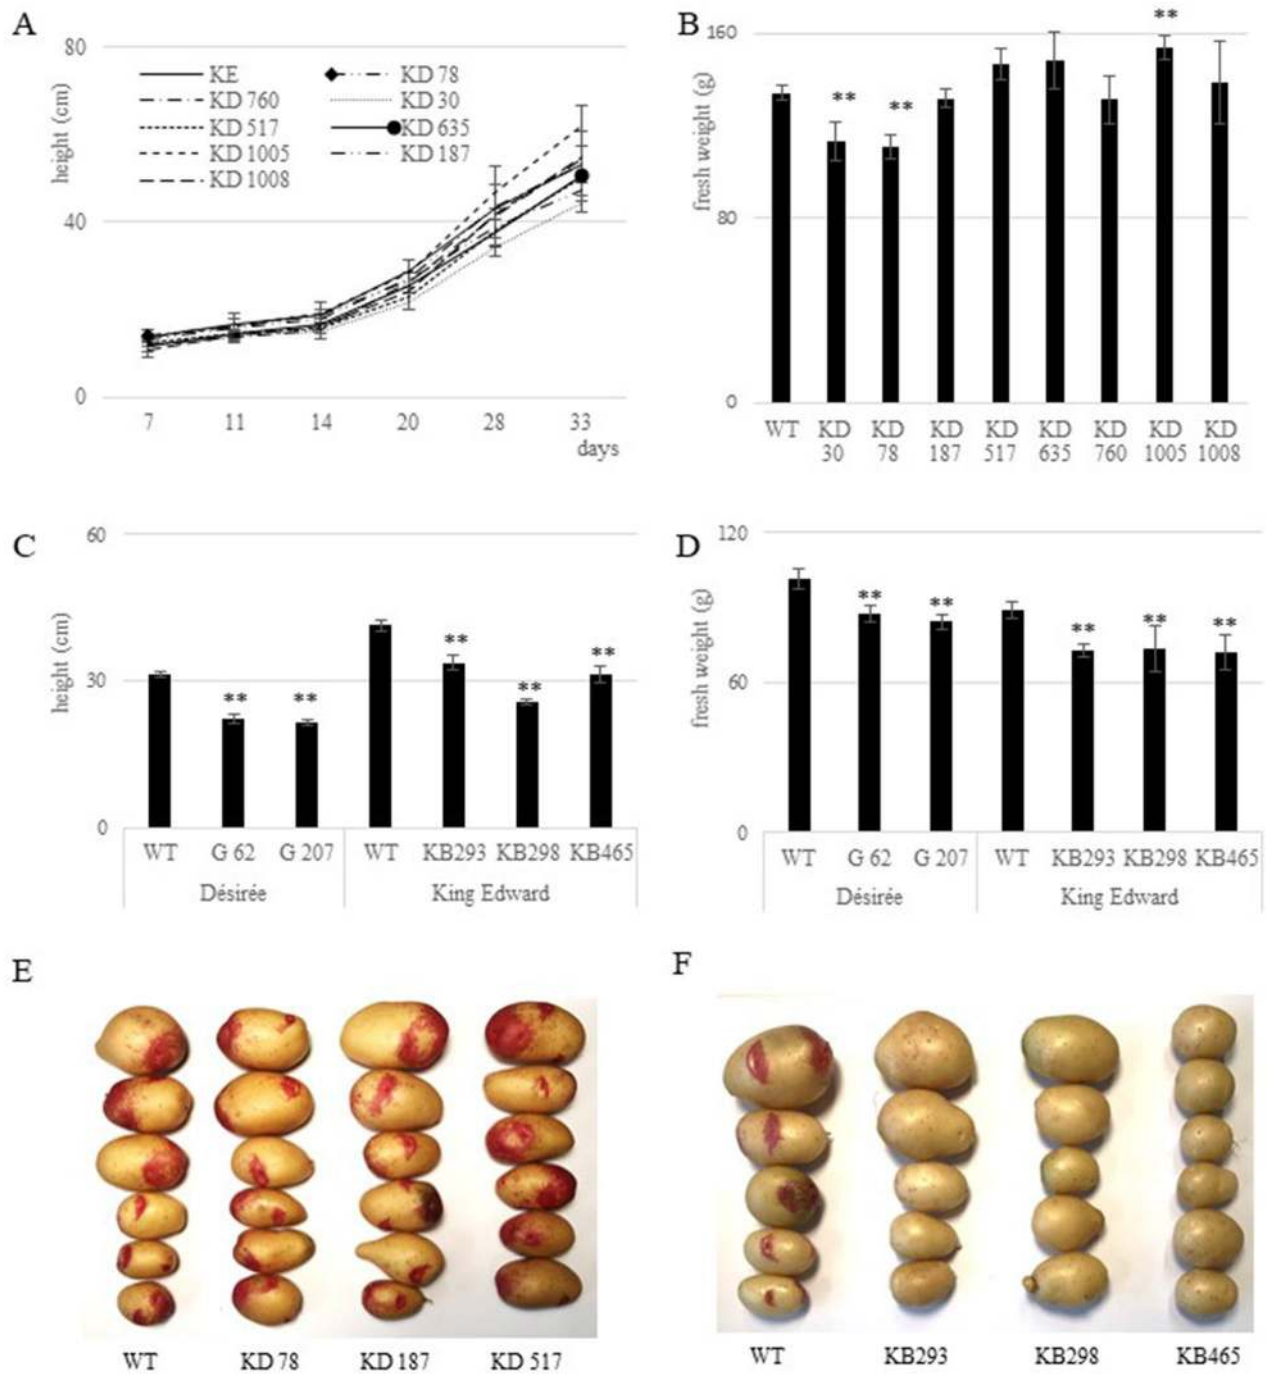 A
80
height (cm)
KE
KD 78
KD 760
KD 30
KD 517
KD 635
KD 1005
KD 187
KD 1008
40
0
7 11 14 20 28 33
days
B
160
fresh weight (g)
**
** **
80
0
WT KD KD KD KD KD KD KD KD
30 78 187 517 635 760 1005 1008
C
60
height (cm)
** ** ** ** **
30
0
WT G 62 G 207 WT KB293 KB298 KB465
Désirée King Edward
D
120
fresh weight (g)
** ** ** ** **
60
0
WT G 62 G 207 WT KB293 KB298 KB465
Désirée King Edward
E
WT KD 78 KD 187 KD 517
F
WT KB293 KB298 KB465